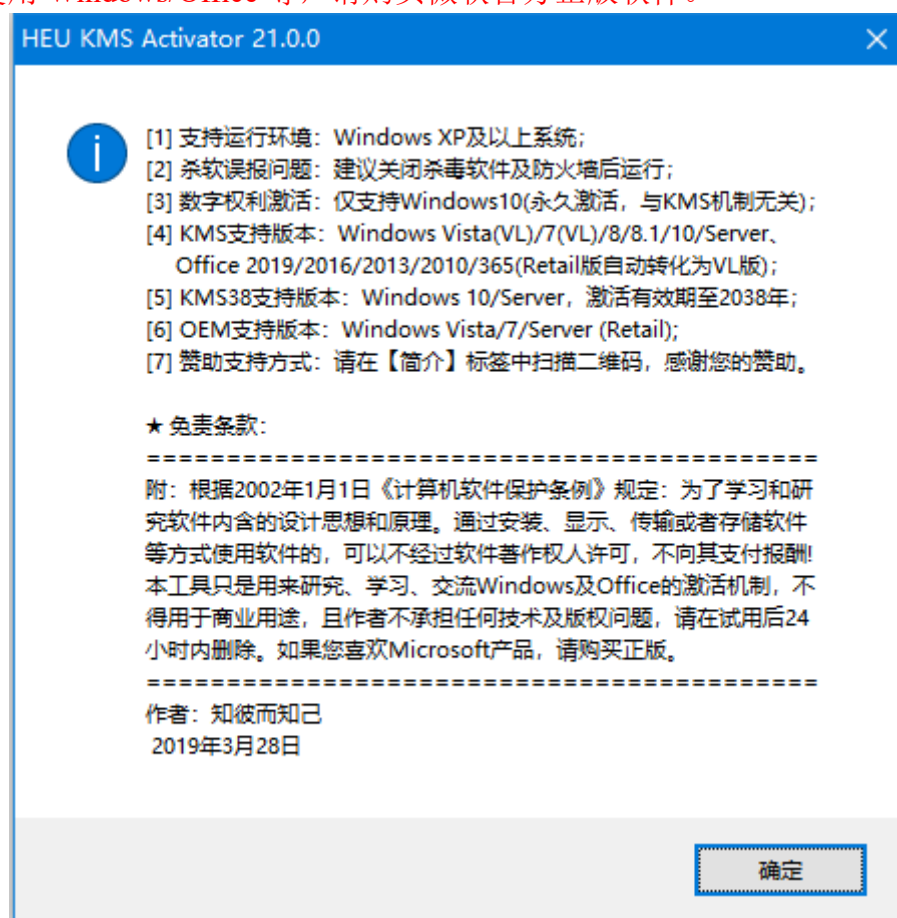 使用 Windows/Office 等，请购买微软官方正版软件。
HEU KMS Activator 21.0.0
[1] 支持运行环境：Windows XP及以上系统;
[2] 杀软误报问题：建议关闭杀毒软件及防火墙后运行;
[3] 数字权利激活：仅支持Windows10(永久激活，与KMS机制无关);
[4] KMS支持版本：Windows Vista(VL)/7(VL)/8/8.1/10/Server、
Office 2019/2016/2013/2010/365(Retail版自动转化为VL版);
[5] KMS38支持版本：Windows 10/Server，激活有效期至2038年;
[6] OEM支持版本：Windows Vista/7/Server (Retail);
[7] 赞助支持方式：请在【简介】标签中扫描二维码，感谢您的赞助。
★ 免责条款：
==========================================
附：根据2002年1月1日《计算机软件保护条例》规定：为了学习和研
究软件内含的设计思想和原理。通过安装、显示、传输或者存储软件
等方式使用软件的，可以不经过软件著作权人许可，不向其支付报酬!
本工具只是用来研究、学习、交流Windows及Office的激活机制，不
得用于商业用途，且作者不承担任何技术及版权问题，请在试用后24
小时内删除。如果您喜欢Microsoft产品，请购买正版。
==========================================
作者：知彼而知己
2019年3月28日
确定